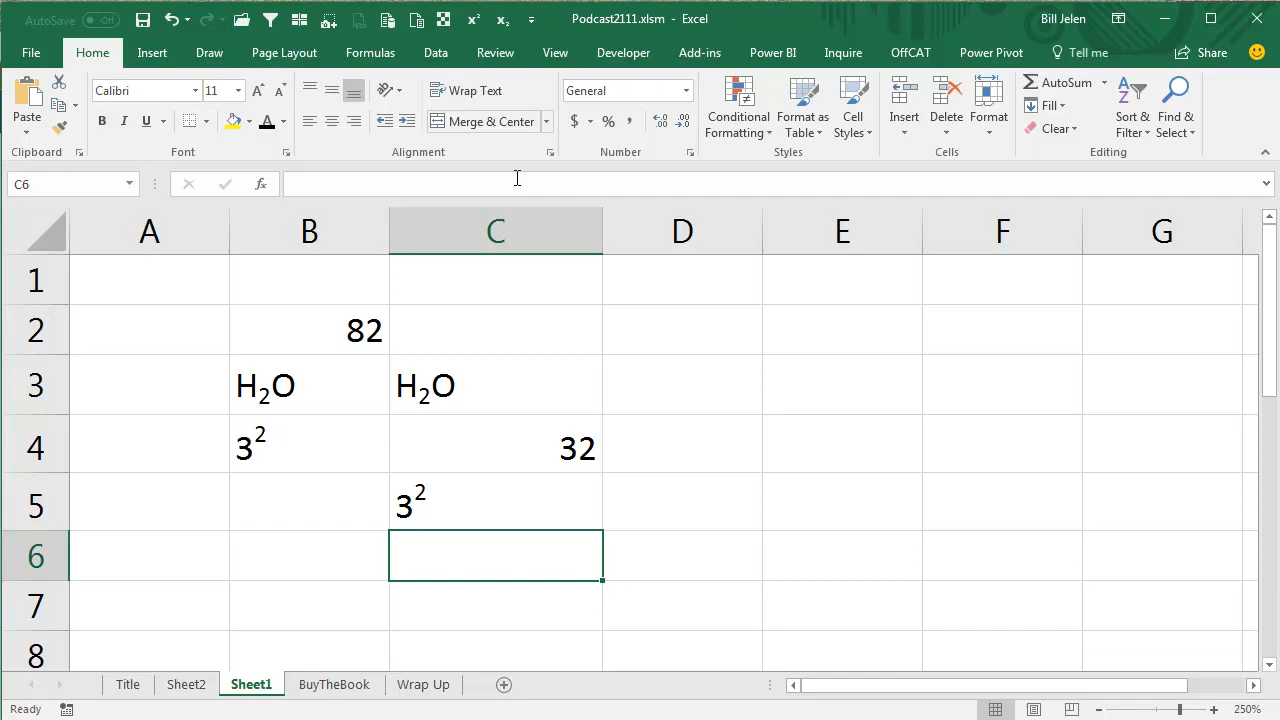 AutoSave Off
x² x₂
Podcast2111.xlsm - Excel
Bill Jelen
File Home Insert Draw Page Layout Formulas Data Review View Developer Add-ins Power BI Inquire OffCAT Power Pivot Tell me Share
Calibri 11 A A Wrap Text General AutoSum
Paste Conditional Formatting Format as Table Cell Styles Insert Delete Format Fill Sort & Filter Find & Select
B I U A Merge & Center $ % , Clear
Clipboard Font Alignment Number Styles Cells Editing
C6 fx
A B C D E F G
1
2 82
3 H₂O H₂O
4 3² 32
5 3²
6
7
8
Title Sheet2 Sheet1 BuyTheBook Wrap Up
Ready 250%